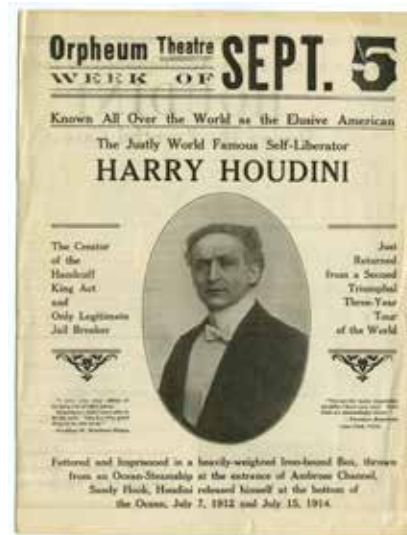 Orpheum Theatre
WEEK OF
SEPT. 5
Known All Over the World as the Elusive American
The Justly World Famous Self-Liberator
HARRY HOUDINI
The Creator
of the
Handcuff
King Act
and
Only Legitimate
Jail Breaker
Just
Returned
from a Second
Triumphal
Three-Year
Tour
of the World
Fettered and Imprisoned in a heavily-weighted Iron-bound Box, thrown
from an Ocean-Steamship at the entrance of Ambrose Channel,
Sandy Hook, Houdini released himself at the bottom of
the Ocean, July 7, 1912 and July 15, 1914.